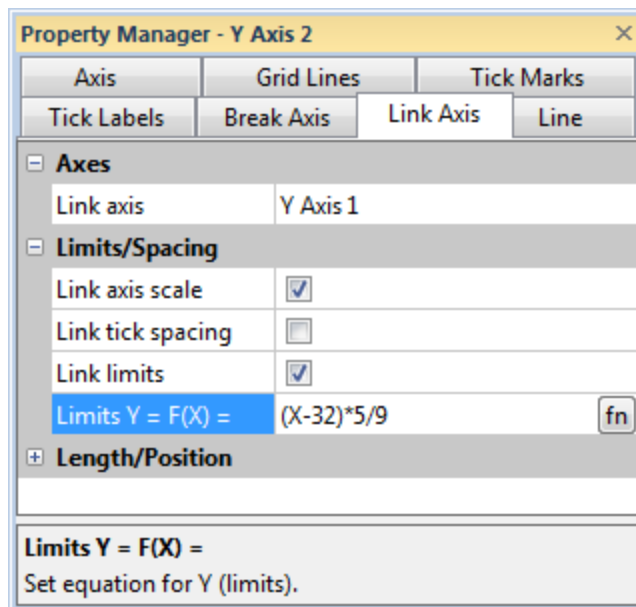 Property Manager - Y Axis 2
Axis Grid Lines Tick Marks
Tick Labels Break Axis Link Axis Line
Axes
Link axis Y Axis 1
Limits/Spacing
Link axis scale
Link tick spacing
Link limits
Limits Y = F(X) = (X-32)*5/9 fn
Length/Position
Limits Y = F(X) =
Set equation for Y (limits).